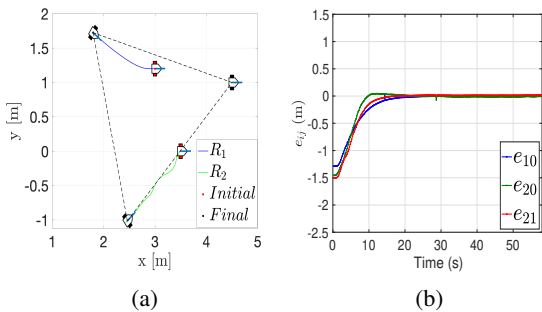 2
1.5
1
0.5
0
-0.5
-1
y [m]
1
2
3
4
5
x [m]
R₁
R₂
Initial
Final
(a)
1.5
1
0.5
0
-0.5
-1
-1.5
-2
-2.5
e_{ij} (m)
0
10
20
30
40
50
Time (s)
e₁₀
e₂₀
e₂₁
(b)